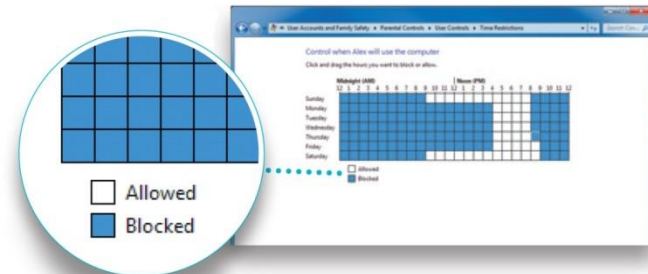 User Accounts and Family Safety ▸ Parental Controls ▸ User Controls ▸ Time Restrictions
Control when Alex will use the computer
Click and drag the hours you want to block or allow.
Midnight (AM) Noon (PM)
12 1 2 3 4 5 6 7 8 9 10 11 12 1 2 3 4 5 6 7 8 9 10 11 12
Sunday
Monday
Tuesday
Wednesday
Thursday
Friday
Saturday
Allowed
Blocked
Allowed
Blocked